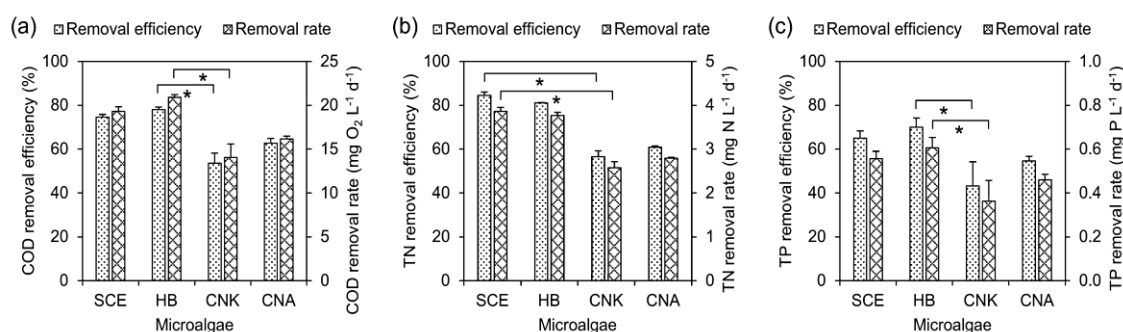 (a) Removal efficiency Removal rate
COD removal efficiency (%)
100
80
60
40
20
0
25
20
15
10
5
0
COD removal rate (mg O₂ L⁻¹ d⁻¹)
*
*
SCE HB CNK CNA
Microalgae
(b) Removal efficiency Removal rate
TN removal efficiency (%)
100
80
60
40
20
0
5
4
3
2
1
0
TN removal rate (mg N L⁻¹ d⁻¹)
*
*
SCE HB CNK CNA
Microalgae
(c) Removal efficiency Removal rate
TP removal efficiency (%)
100
80
60
40
20
0
1.0
0.8
0.6
0.4
0.2
0.0
TP removal rate (mg P L⁻¹ d⁻¹)
*
*
SCE HB CNK CNA
Microalgae